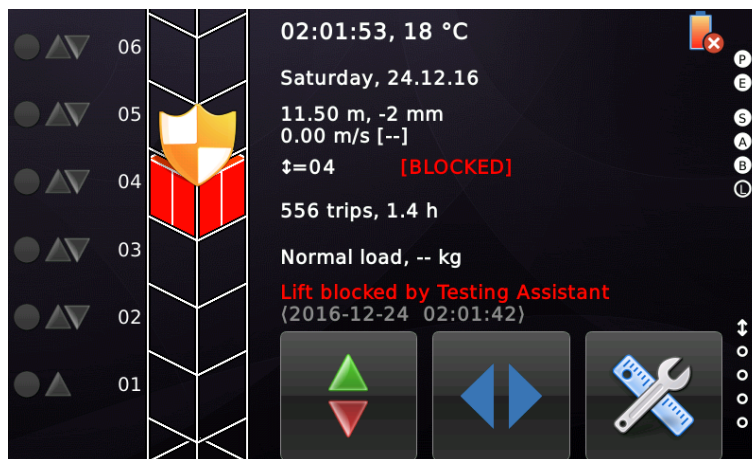 06
05
04
03
02
01
02:01:53, 18 °C
Saturday, 24.12.16
11.50 m, -2 mm
0.00 m/s [--]
↕=04 [BLOCKED]
556 trips, 1.4 h
Normal load, -- kg
Lift blocked by Testing Assistant
(2016-12-24 02:01:42)
P
E
S
A
B
L